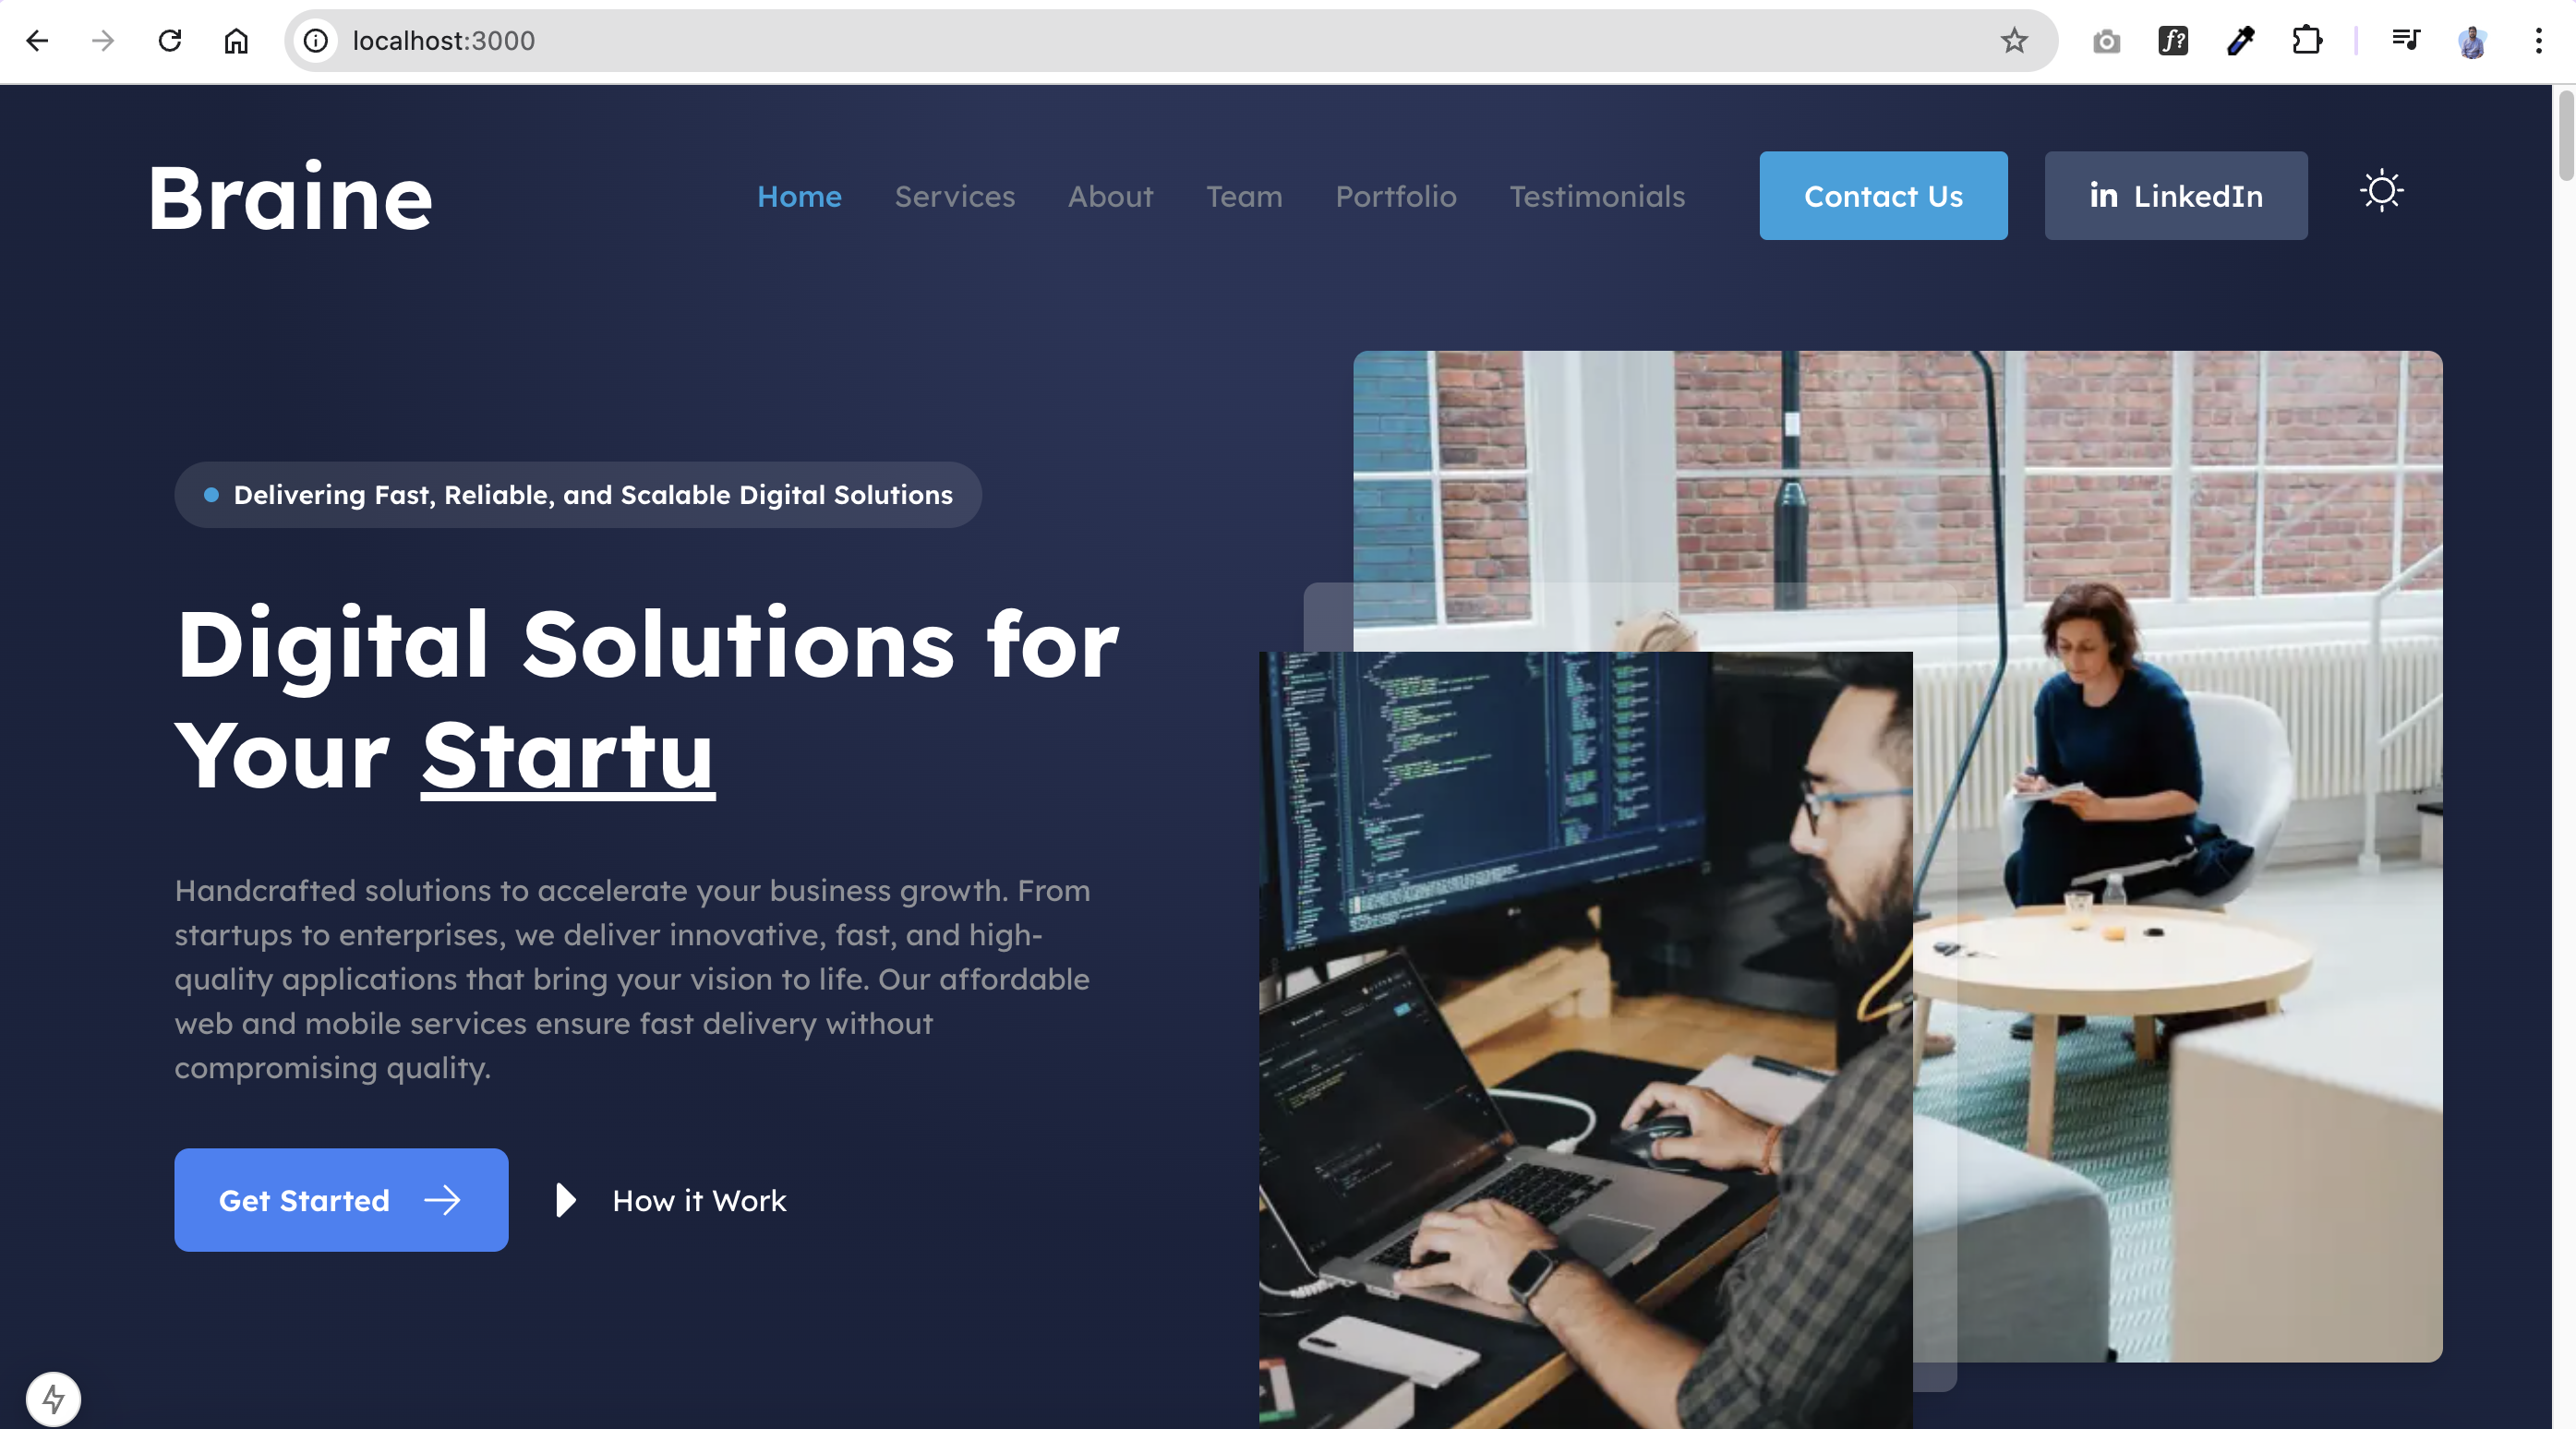 localhost:3000
Braine
Home Services About Team Portfolio Testimonials Contact Us in LinkedIn
Delivering Fast, Reliable, and Scalable Digital Solutions
Digital Solutions for
Your Startu
Handcrafted solutions to accelerate your business growth. From
startups to enterprises, we deliver innovative, fast, and high-
quality applications that bring your vision to life. Our affordable
web and mobile services ensure fast delivery without
compromising quality.
Get Started How it Work